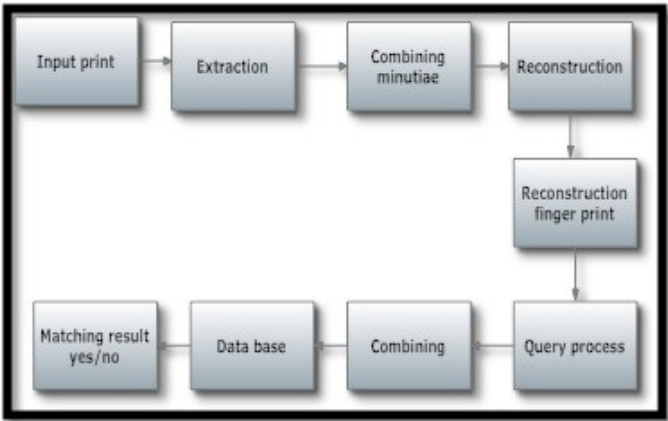 Input print
Extraction
Combining
minutiae
Reconstruction
Reconstruction
finger print
Query process
Combining
Data base
Matching result
yes/no